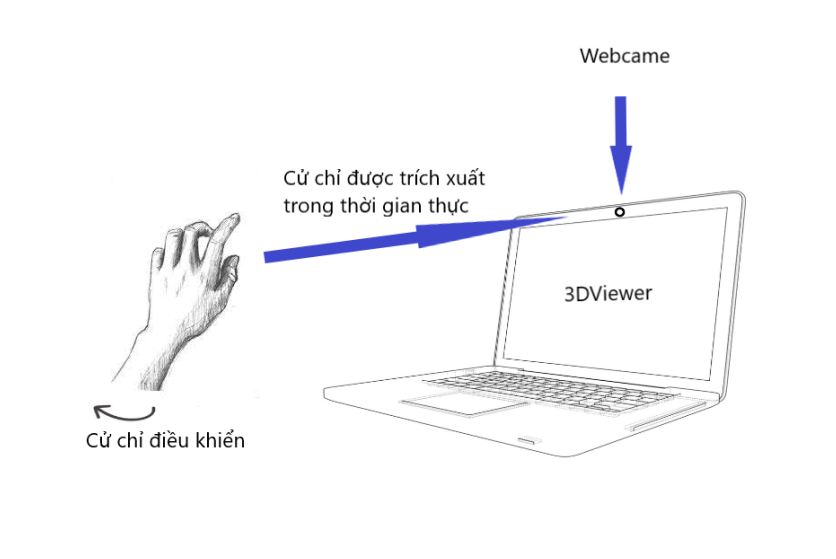 Webcame
Cử chỉ được trích xuất
trong thời gian thực
3DViewer
Cử chỉ điều khiển